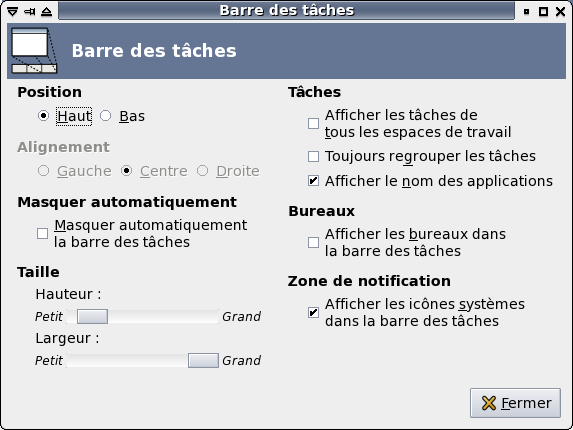 Barre des tâches
Barre des tâches
Position
Haut Bas
Alignement
Gauche Centre Droite
Masquer automatiquement
Masquer automatiquement
la barre des tâches
Taille
Hauteur :
Petit Grand
Largeur :
Petit Grand
Tâches
Afficher les tâches de
tous les espaces de travail
Toujours regrouper les tâches
Afficher le nom des applications
Bureaux
Afficher les bureaux dans
la barre des tâches
Zone de notification
Afficher les icônes systèmes
dans la barre des tâches
Fermer